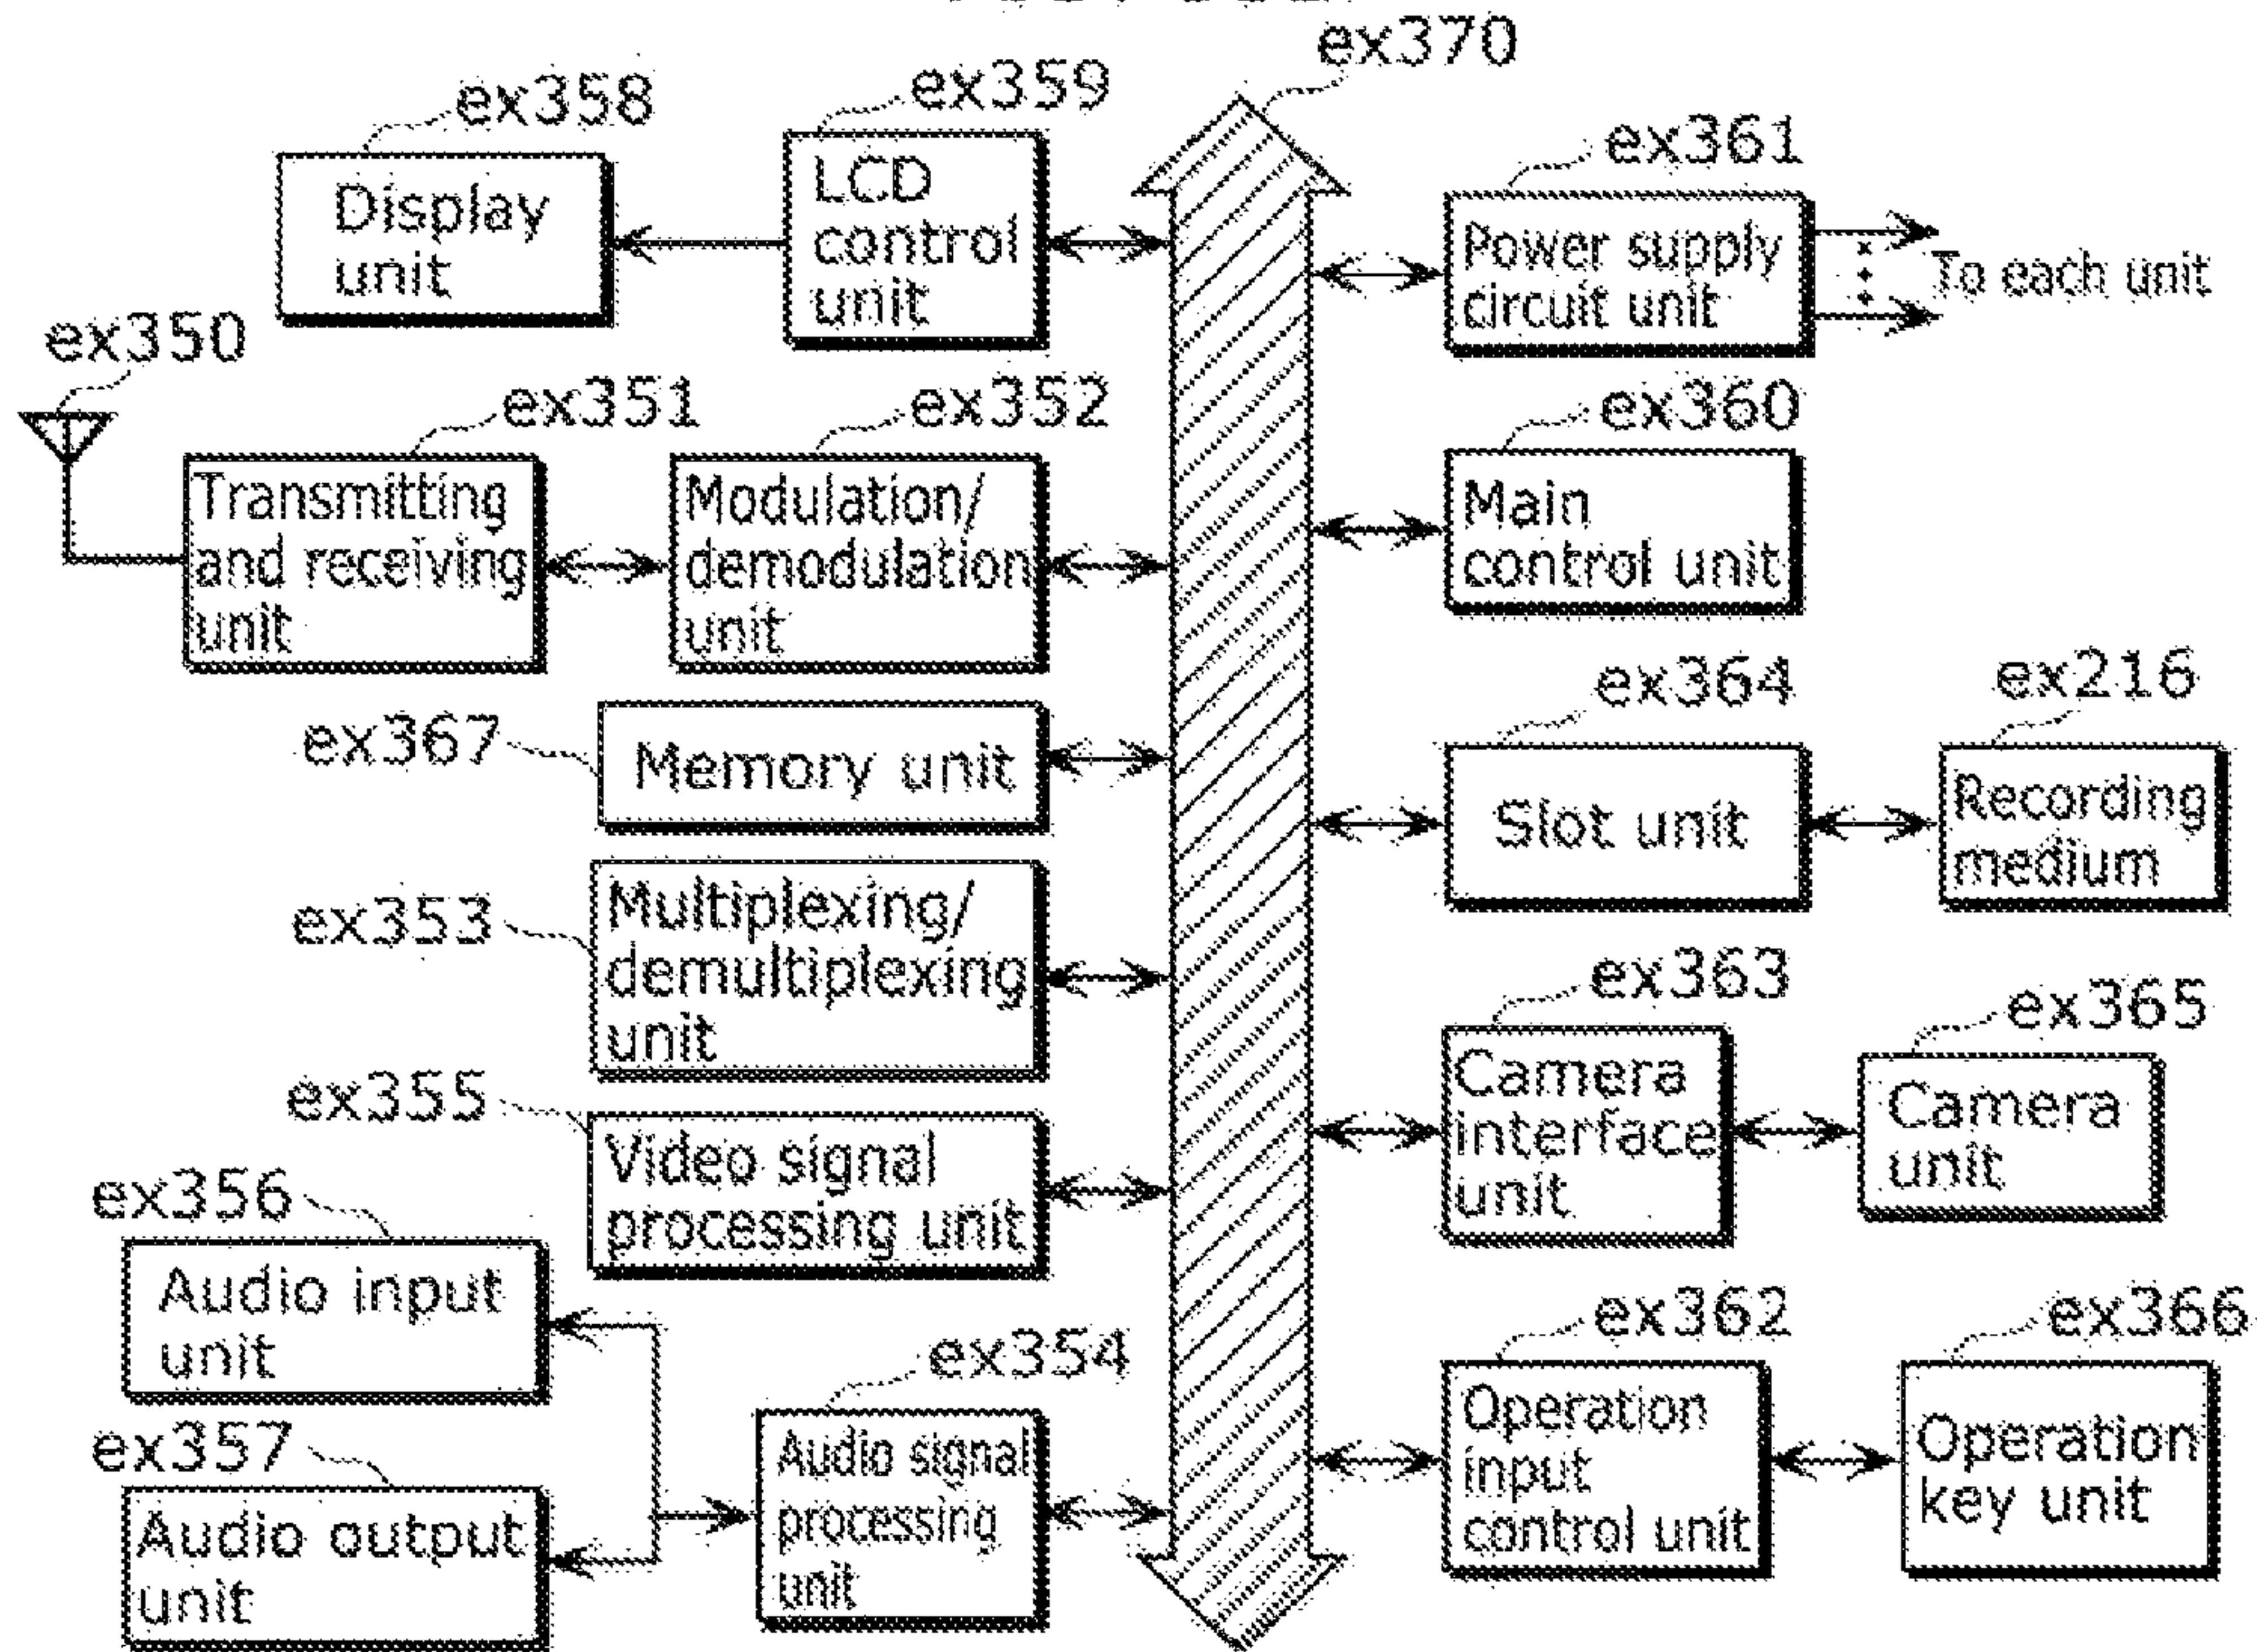 ex370
ex358
ex359
ex361
Display
unit
LCD
control
unit
Power supply
circuit unit
To each unit
ex350
ex351
ex352
ex360
Transmitting
and receiving
unit
Modulation/
demodulation
unit
Main
control unit
ex367
Memory unit
ex364
ex216
Slot unit
Recording
medium
ex353
Multiplexing/
demultiplexing
unit
ex363
ex365
Camera
interface
unit
Camera
unit
ex355
Video signal
processing unit
ex356
Audio input
unit
ex362
ex366
ex354
Operation
input
control unit
Operation
key unit
ex357
Audio output
unit
Audio signal
processing
unit